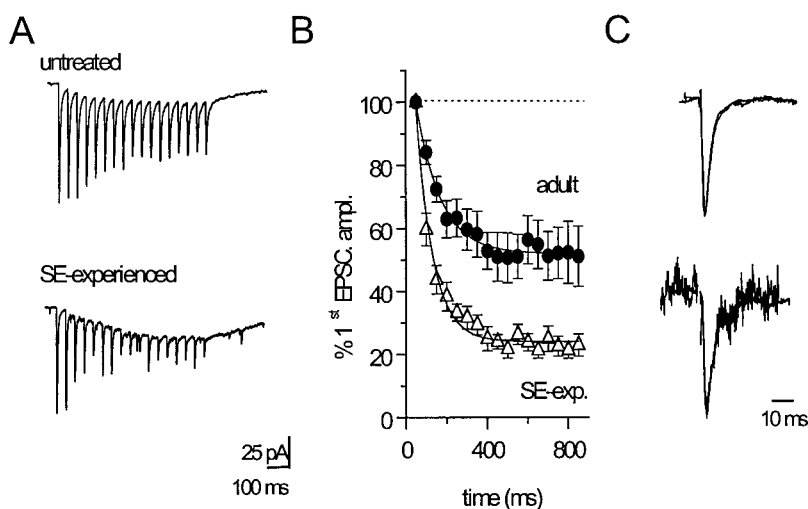 A
untreated
SE-experienced
25 pA
100 ms
B
% 1st EPSC. ampl.
100
80
60
40
20
0
adult
SE-exp.
0
400
800
time (ms)
C
10 ms